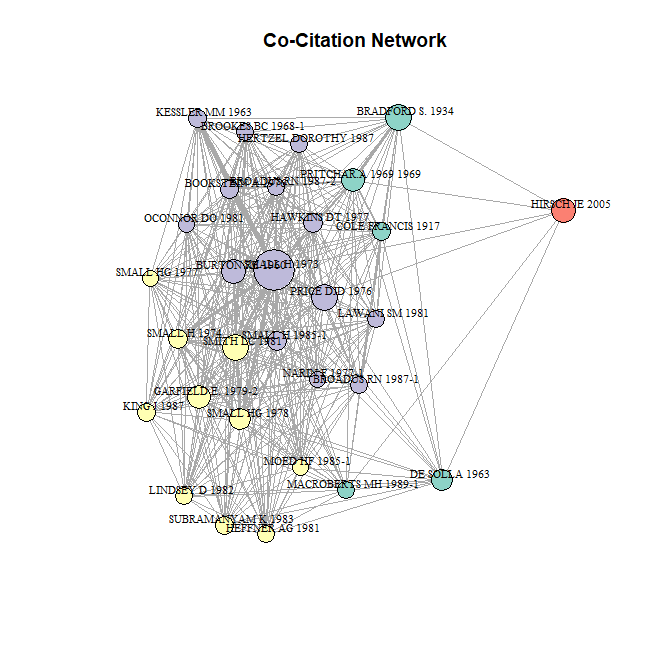 Co-Citation Network
KESSLER MM 1963
BRADFORD S. 1934
BROOKES BC 1968-1
HERTZEL DOROTHY 1987
PRITCHAR A 1969 1969
BROADUS RN 1987-2
BOOKSTEIN A 1976
HIRSCH JE 2005
OCONNOR DO 1981
HAWKINS DT 1977
COLE FRANCIS 1917
BURTON RE 1960
SMALL H 1973
SMALL HG 1977
PRICE DJD 1976
LAWANI SM 1981
SMALL H 1974
SMALL H 1985-1
SMITH LC 1981
NARIN F 1977-1
BROADUS RN 1987-1
GARFIELD E. 1979-2
KING J 1987
SMALL HG 1978
MOED HF 1985-1
DE SOLLA 1963
MACROBERTS MH 1989-1
LINDSEY D 1982
SUBRAMANYAM K 1983
HEFFNER AG 1981